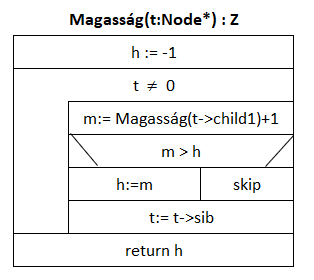 Magasság(t:Node*) : Z
h := -1
t ≠ 0
m:= Magasság(t->child1)+1
m > h
h:=m skip
t:= t->sib
return h